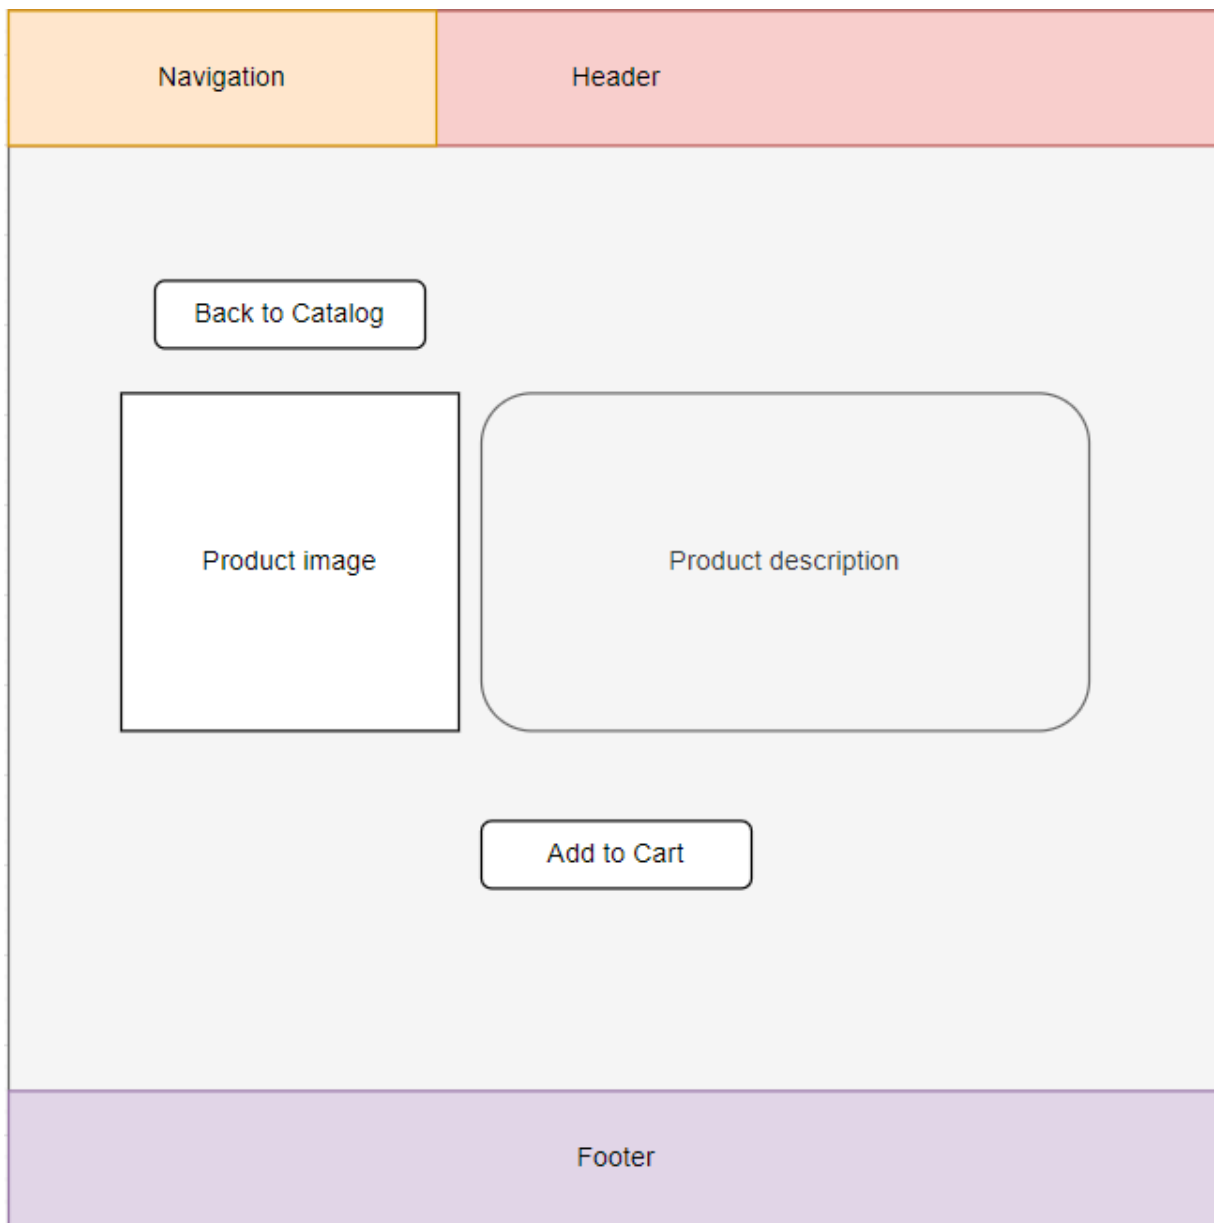 Navigation
Header
Back to Catalog
Product image
Product description
Add to Cart
Footer